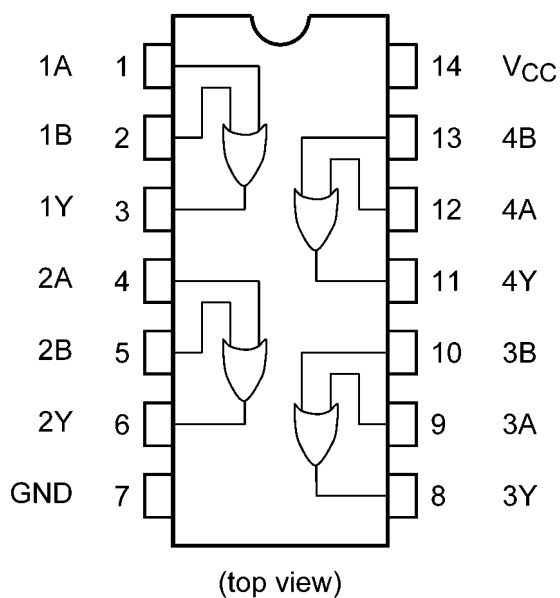 1A 1 14 VCC
1B 2 13 4B
1Y 3 12 4A
2A 4 11 4Y
2B 5 10 3B
2Y 6 9 3A
GND 7 8 3Y
(top view)